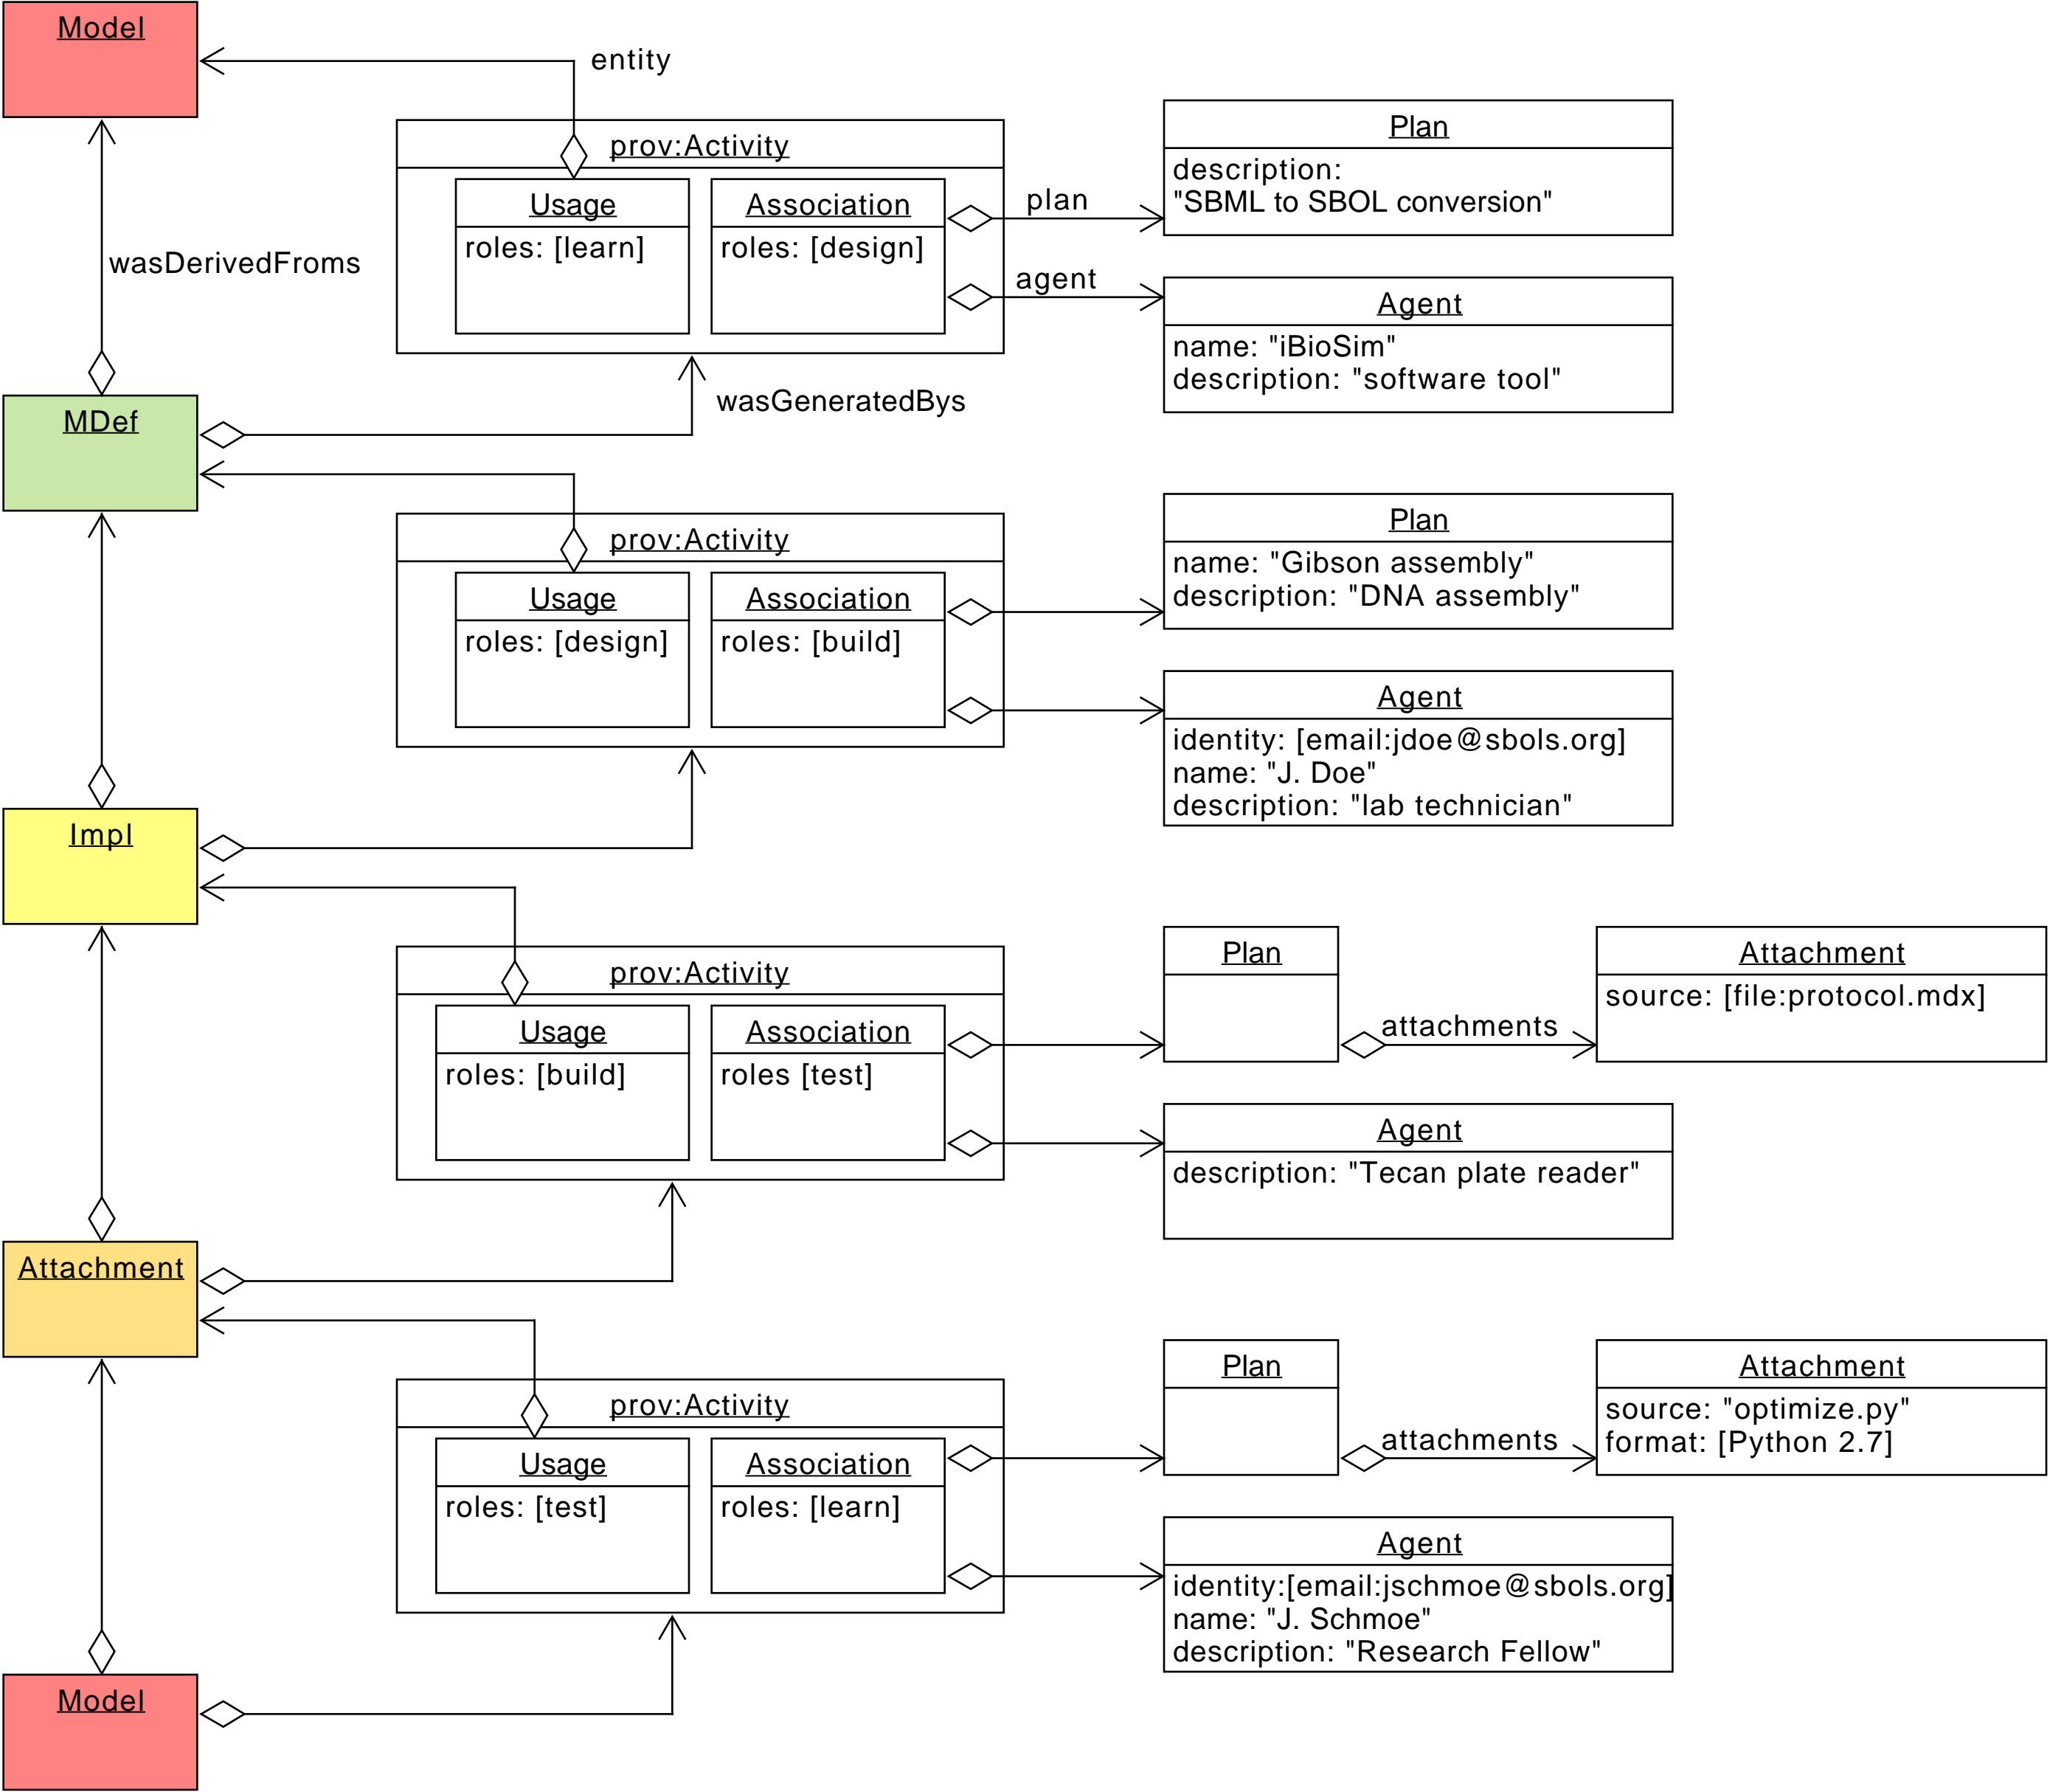 Model
entity
prov:Activity
Usage
roles: [learn]
Association
roles: [design]
plan
agent
Plan
description:
"SBML to SBOL conversion"
Agent
name: "iBioSim"
description: "software tool"
wasDerivedFroms
wasGeneratedBys
MDef
prov:Activity
Usage
roles: [design]
Association
roles: [build]
Plan
name: "Gibson assembly"
description: "DNA assembly"
Agent
identity: [email:jdoe@sbols.org]
name: "J. Doe"
description: "lab technician"
Impl
prov:Activity
Usage
roles: [build]
Association
roles [test]
Plan
attachments
Attachment
source: [file:protocol.mdx]
Agent
description: "Tecan plate reader"
Attachment
prov:Activity
Usage
roles: [test]
Association
roles: [learn]
Plan
attachments
Attachment
source: "optimize.py"
format: [Python 2.7]
Agent
identity:[email:jschmoe@sbols.org]
name: "J. Schmoe"
description: "Research Fellow"
Model